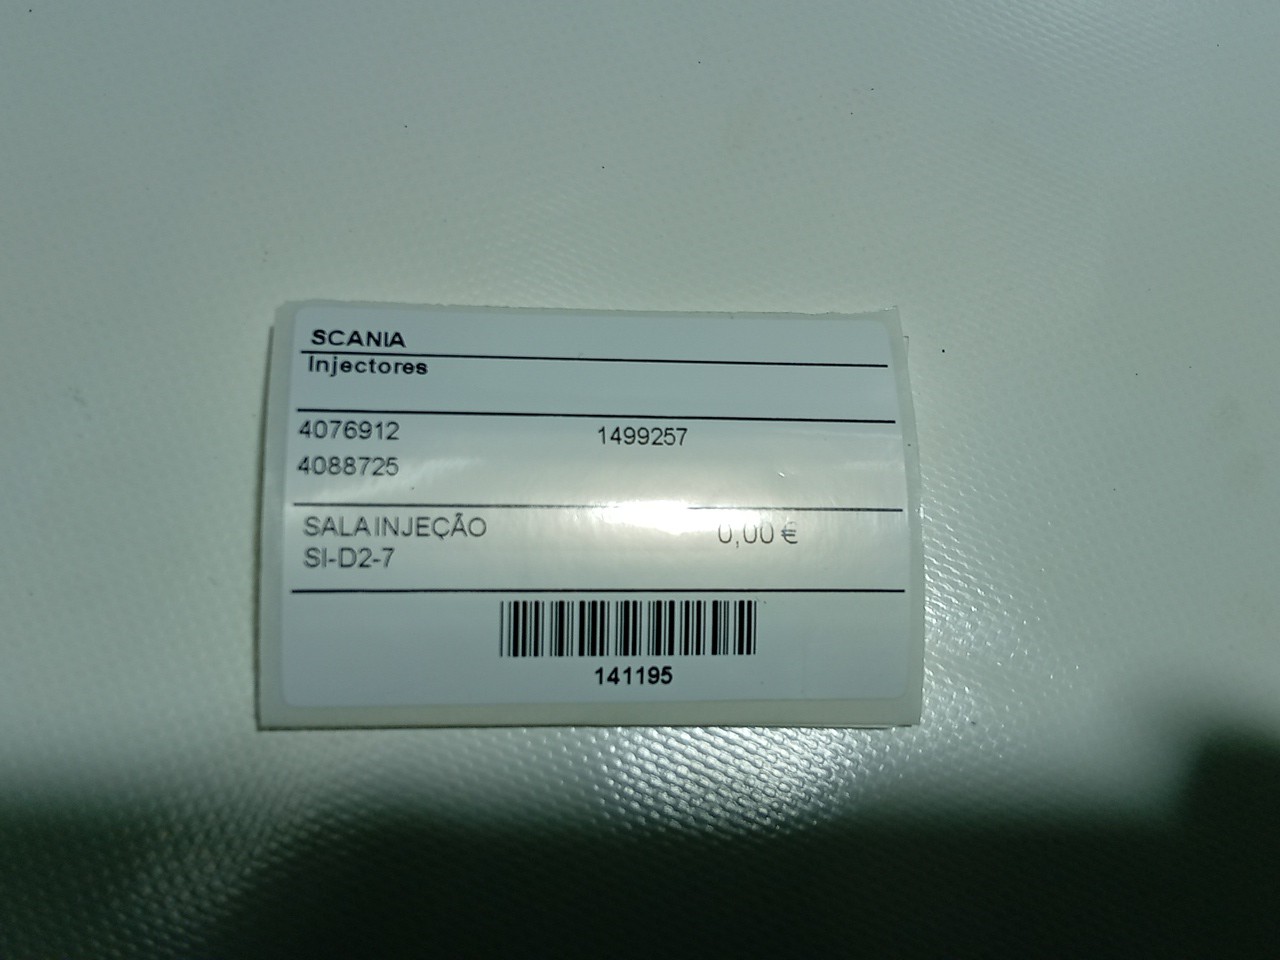 SCANIA
Injectores
4076912 1499257
4088725
SALA INJEÇÃO 0,00 €
SI-D2-7
141195